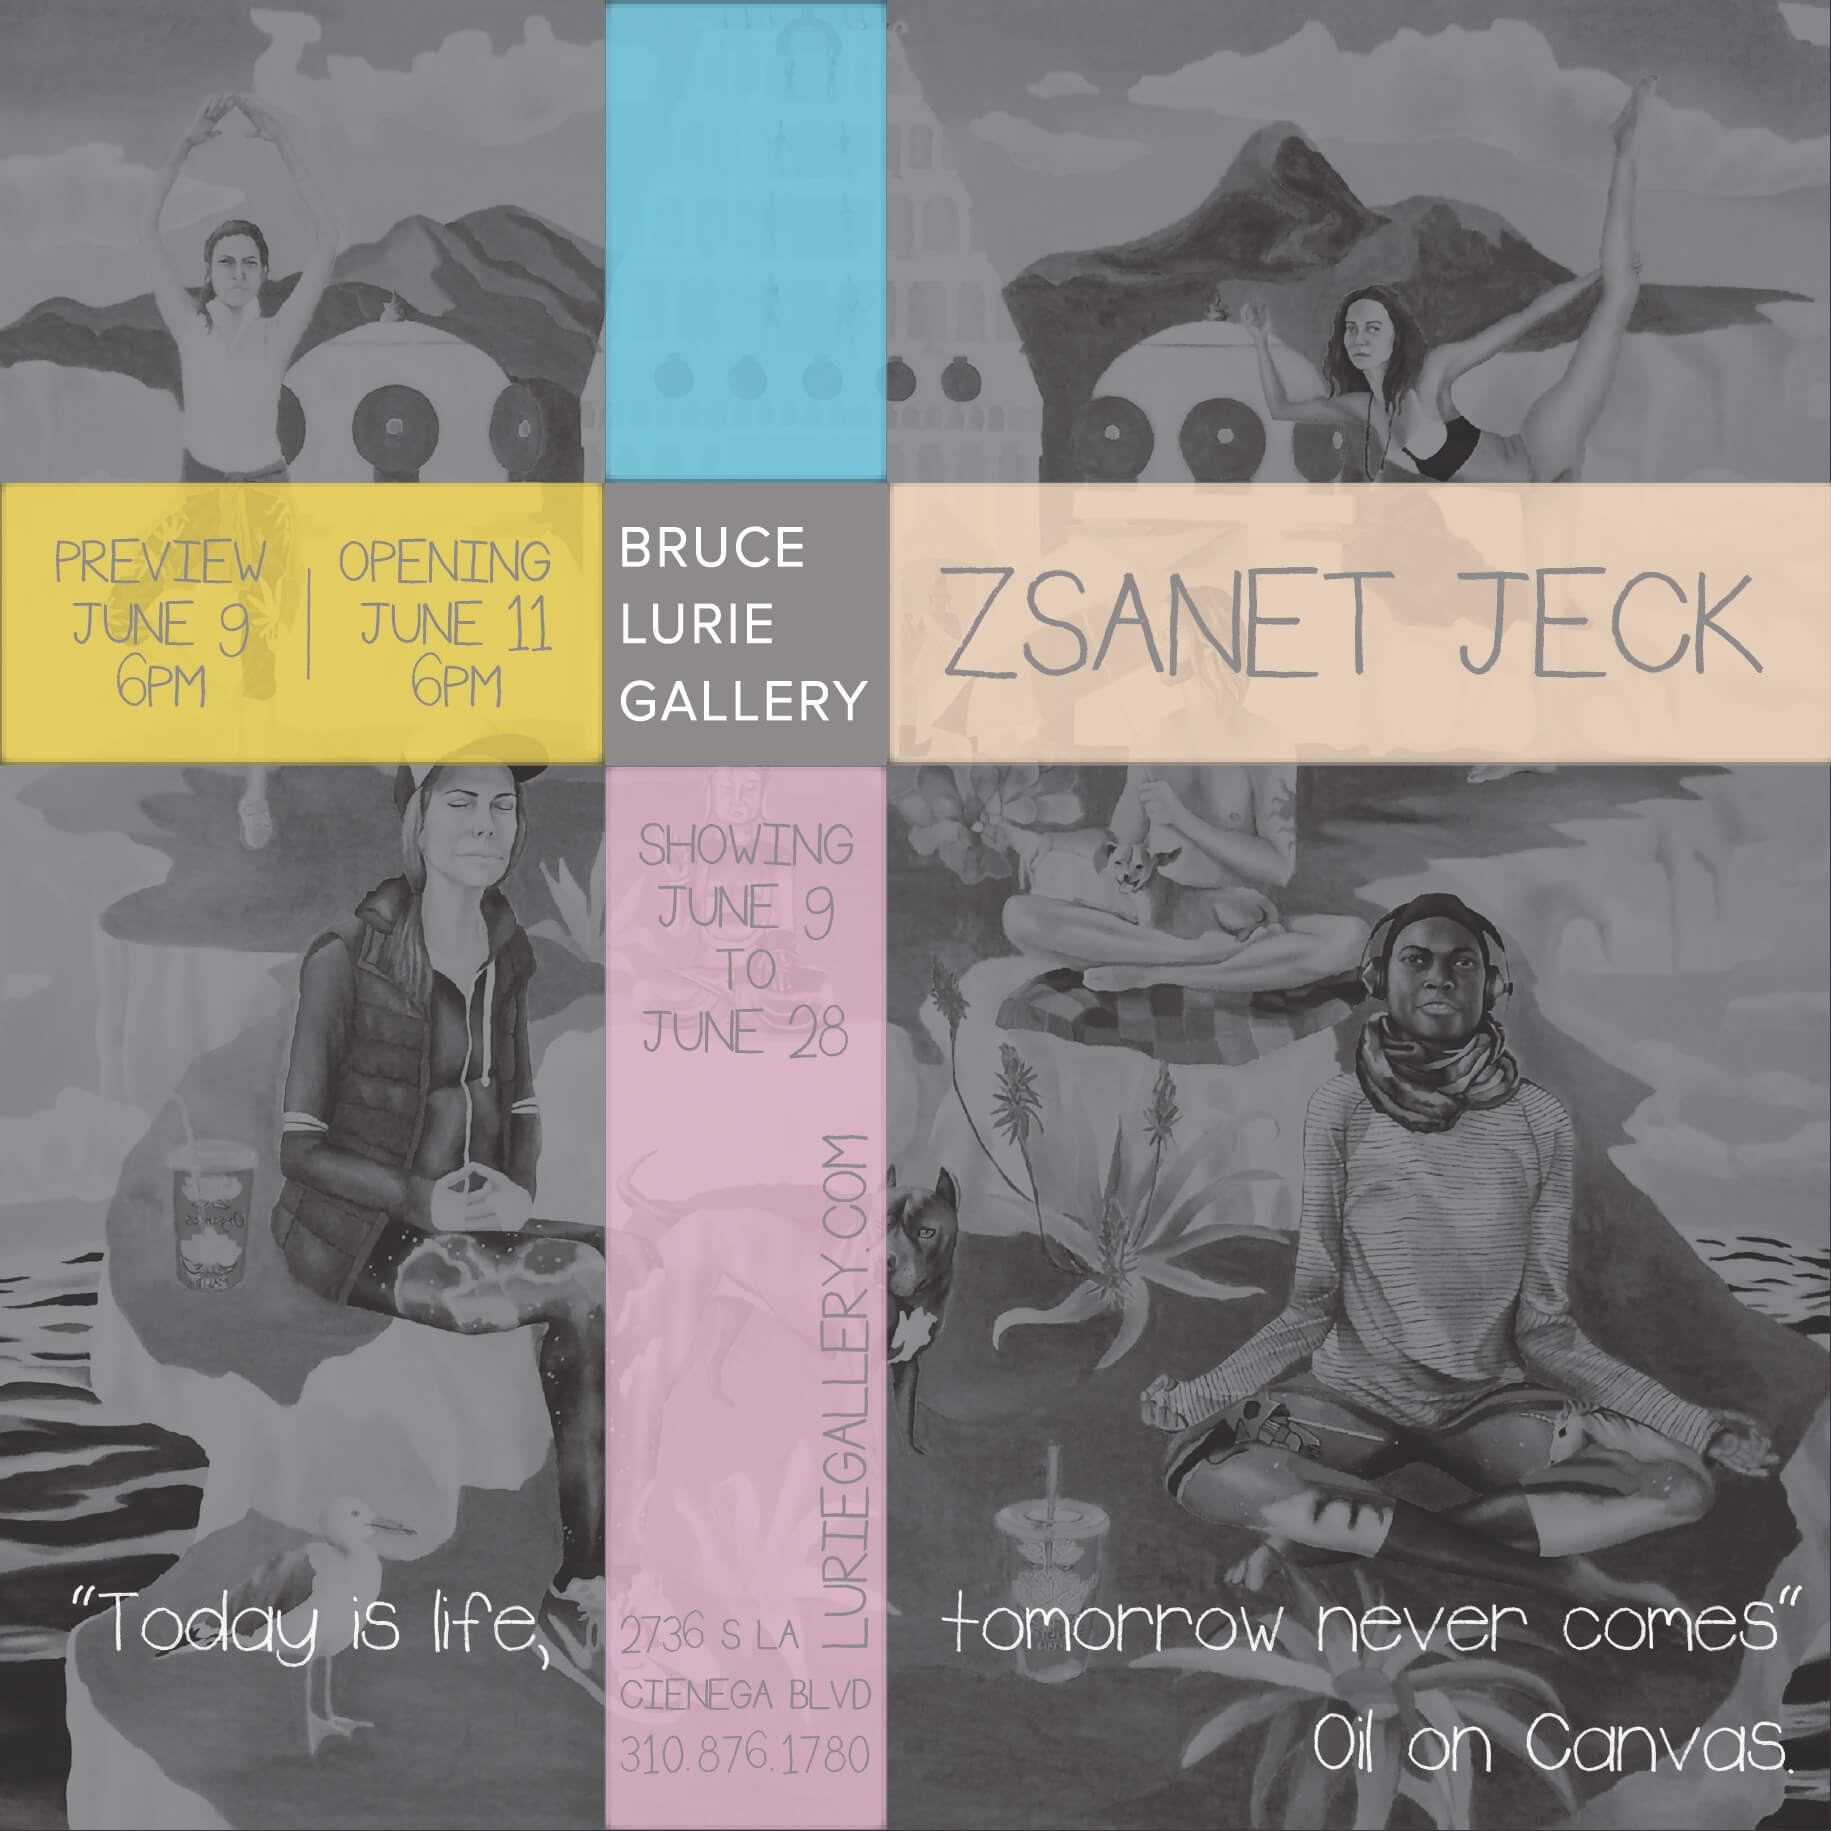 PREVIEW
JUNE 9
6PM
OPENING
JUNE 11
6PM
BRUCE
LURIE
GALLERY
ZSANET JECK
SHOWING
JUNE 9
TO
JUNE 28
LURIEGALLERY.COM
2736 S LA
CIENEGA BLVD
310.876.1780
"Today is life,
tomorrow never comes"
Oil on Canvas.